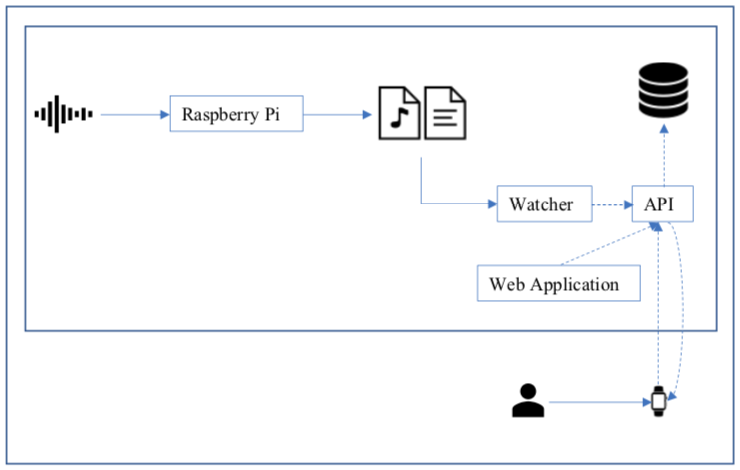 Raspberry Pi
Watcher
API
Web Application